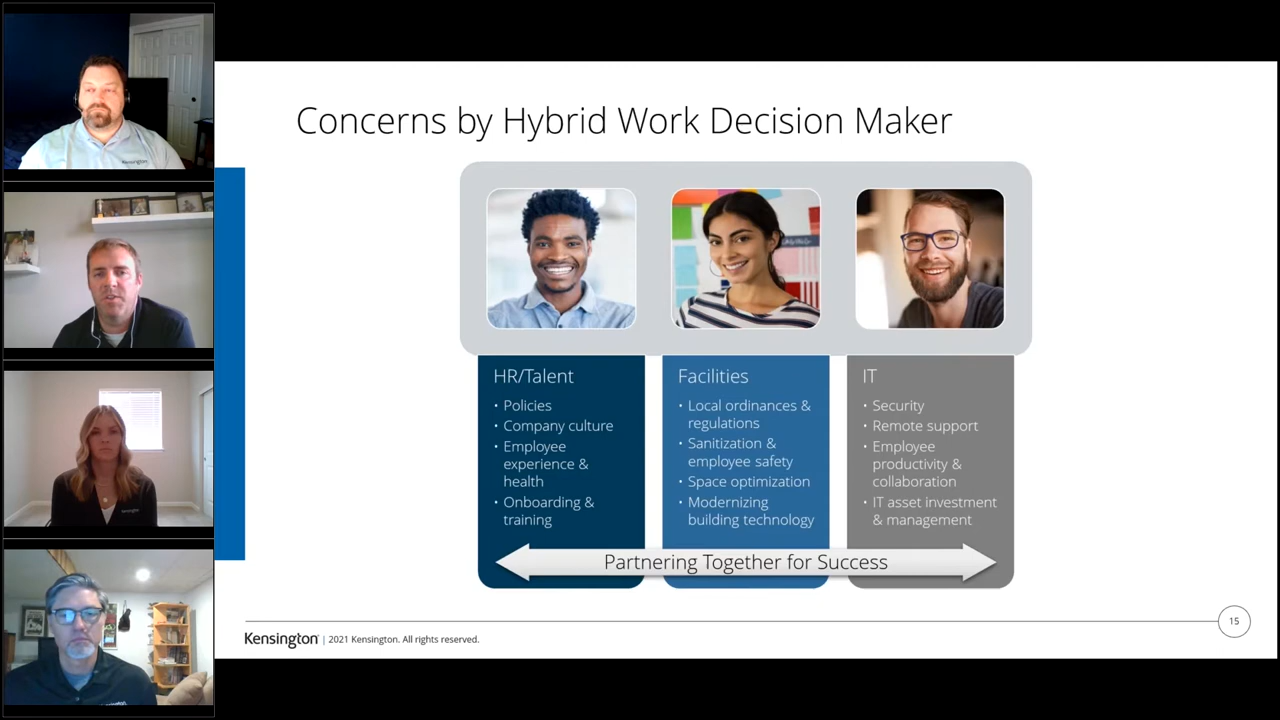 Concerns by Hybrid Work Decision Maker
HR/Talent
• Policies
• Company culture
• Employee
experience &
health
• Onboarding &
training
Facilities
• Local ordinances &
regulations
• Sanitization &
employee safety
• Space optimization
• Modernizing
building technology
IT
• Security
• Remote support
• Employee
productivity &
collaboration
• IT asset investment
& management
Partnering Together for Success
Kensington | 2021 Kensington. All rights reserved.
15
Kensington